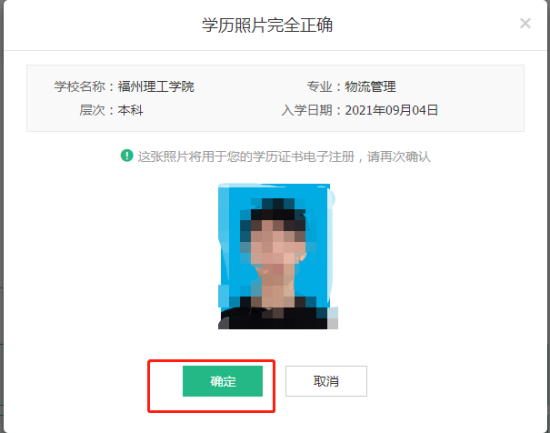 学历照片完全正确
×
学校名称：福州理工学院 专业：物流管理
层次：本科 入学日期：2021年09月04日
! 这张照片将用于您的学历证书电子注册，请再次确认
确定 取消